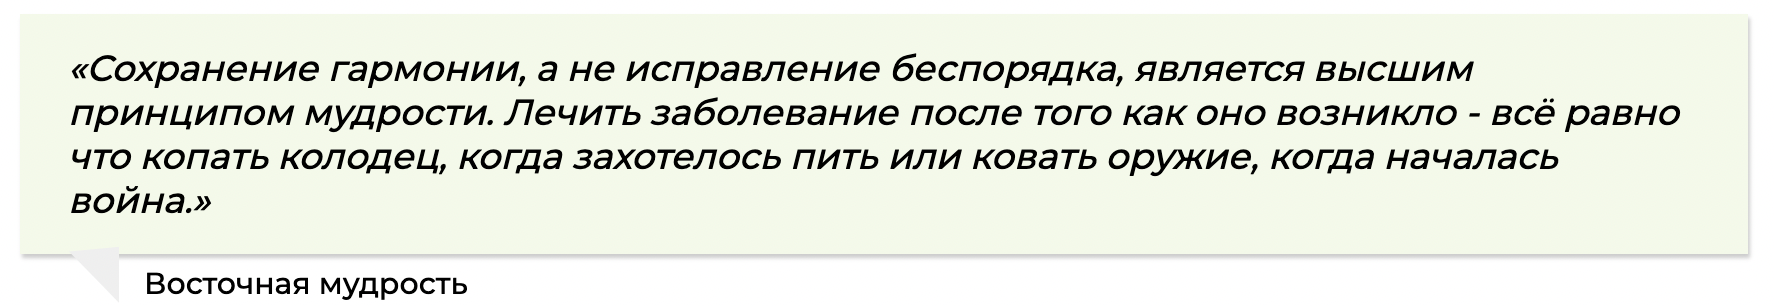 «Сохранение гармонии, а не исправление беспорядка, является высшим
принципом мудрости. Лечить заболевание после того как оно возникло - всё равно
что копать колодец, когда захотелось пить или ковать оружие, когда началась
война.»
Восточная мудрость